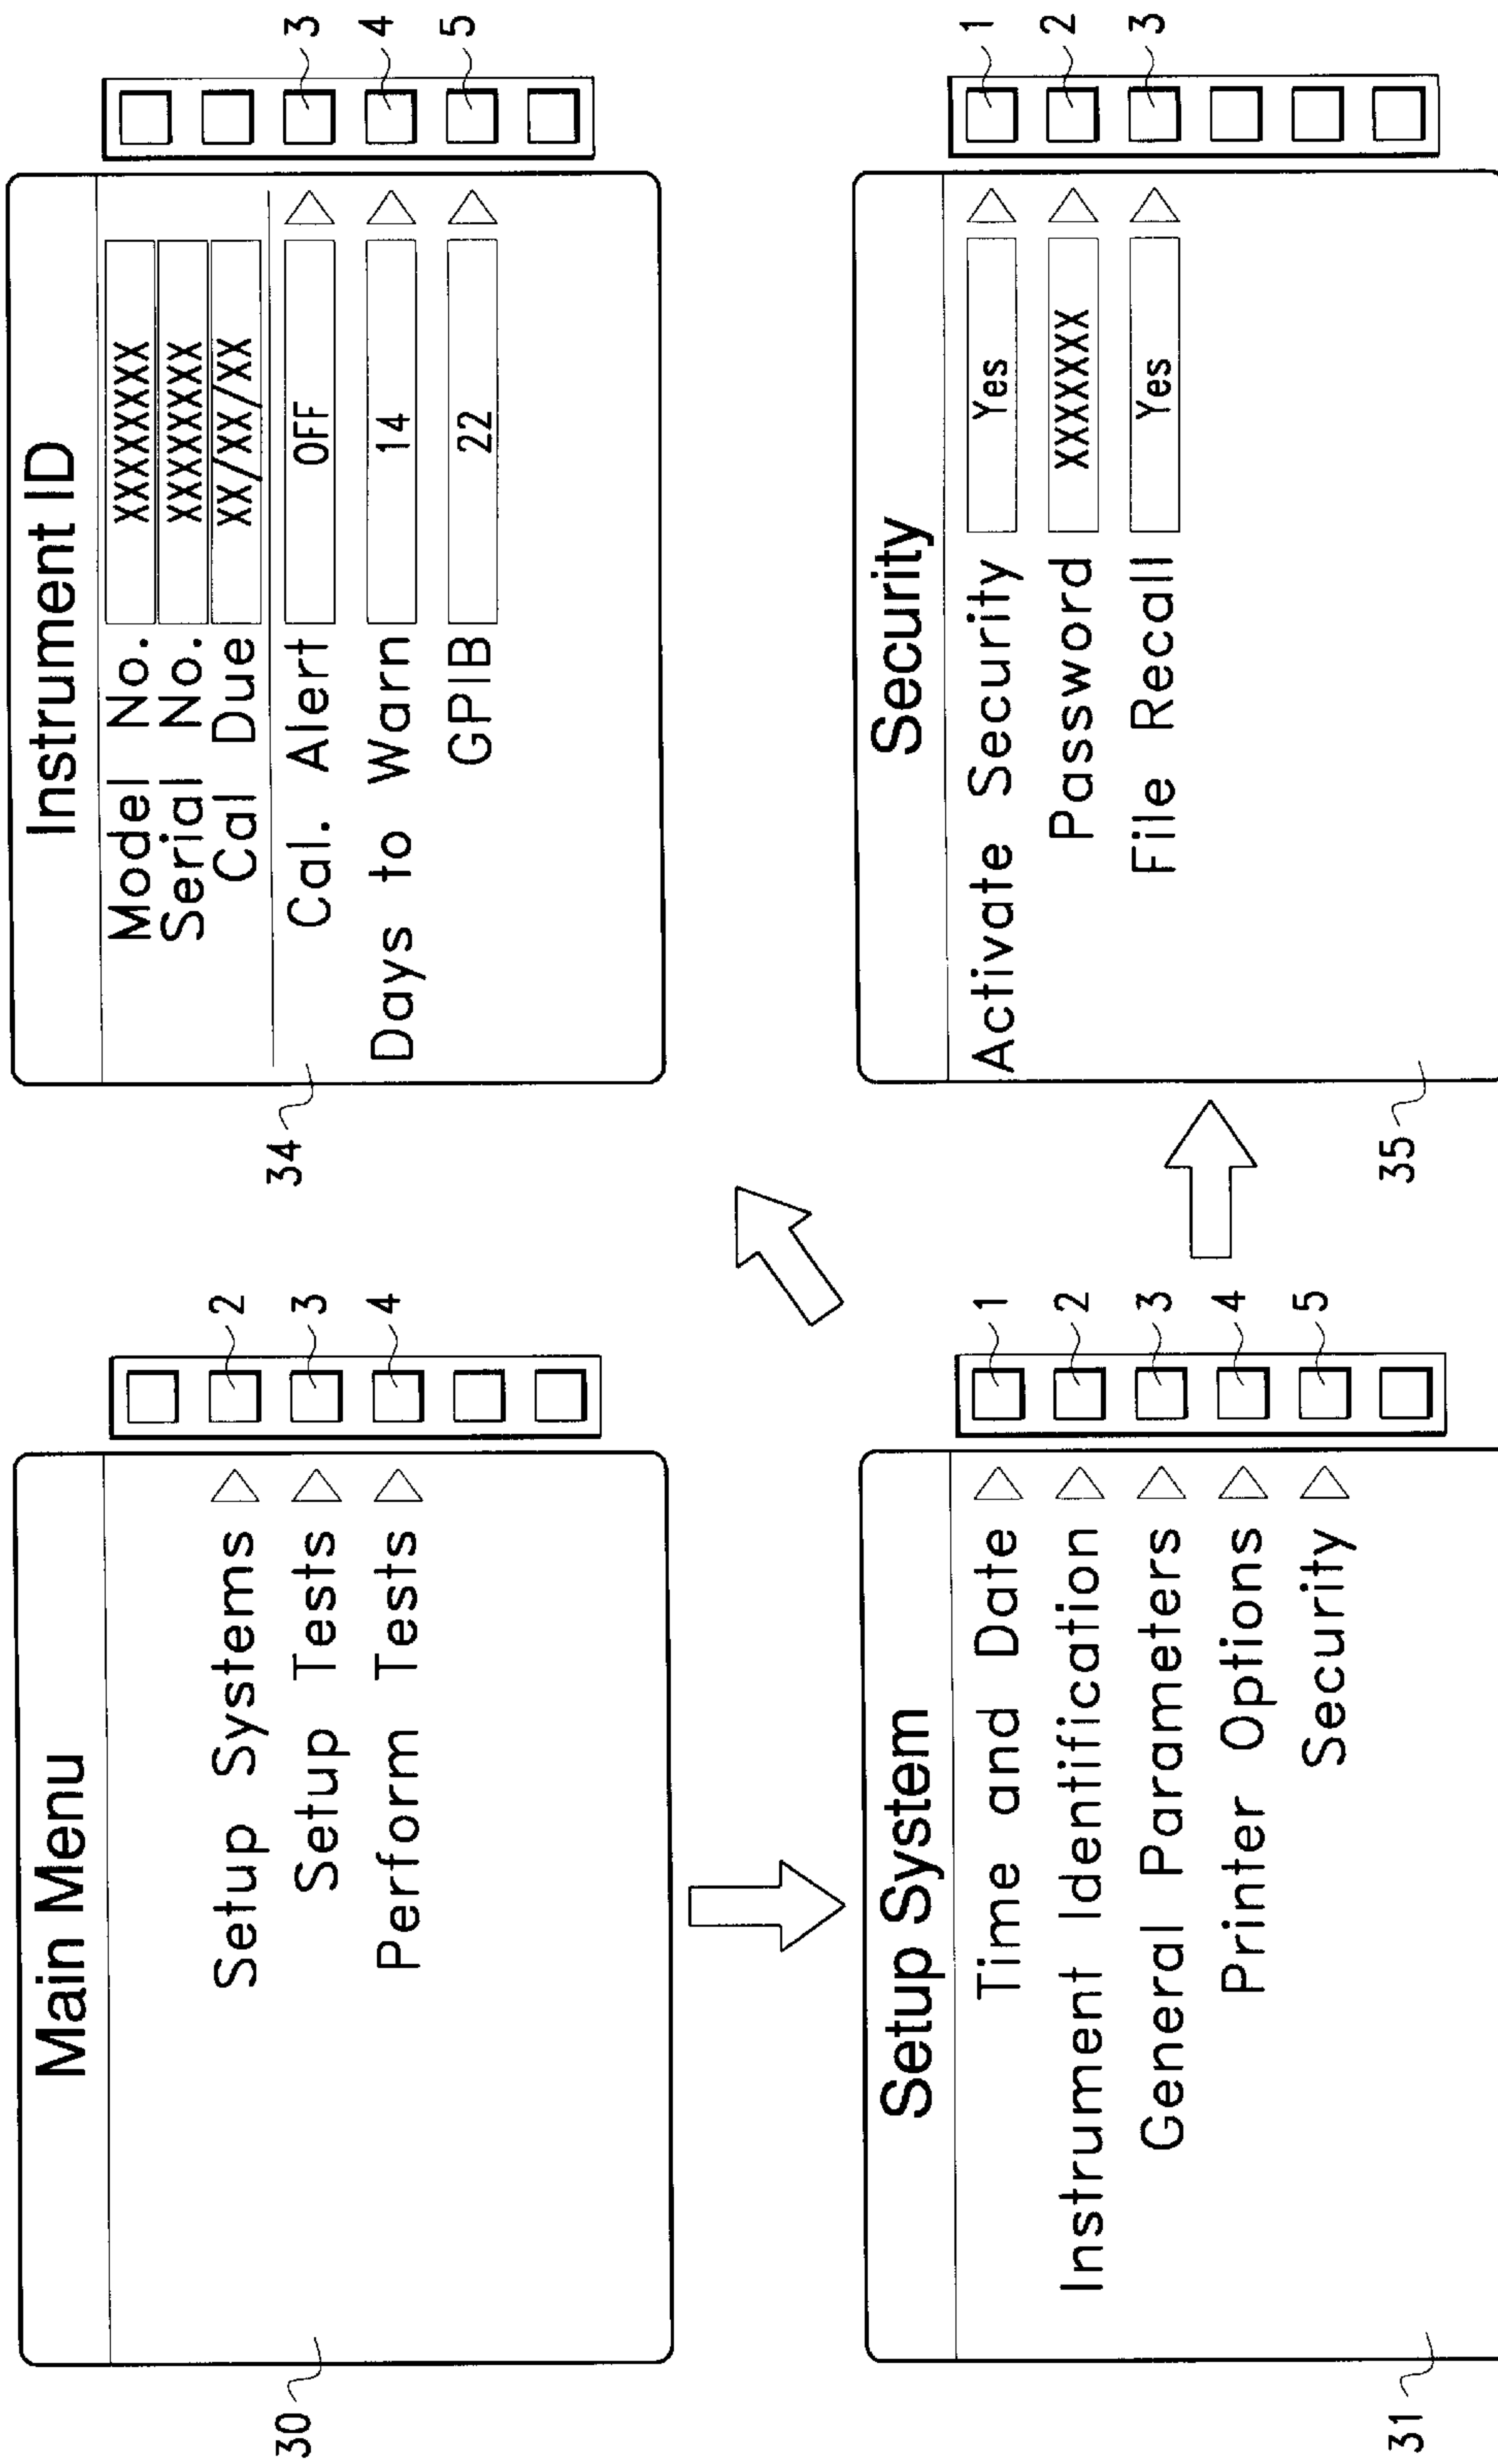 Main Menu
Setup Systems
Setup Tests
Perform Tests
2
3
4
30
Instrument ID
Model No. XXXXXXXX
Serial No. XXXXXXXX
Cal Due XX/XX/XX
Cal. Alert OFF
Days to Warn 14
GPIB 22
3
4
5
34
Setup System
Time and Date
Instrument Identification
General Parameters
Printer Options
Security
1
2
3
4
5
31
Security
Activate Security Yes
Password XXXXXXX
File Recall Yes
1
2
3
35